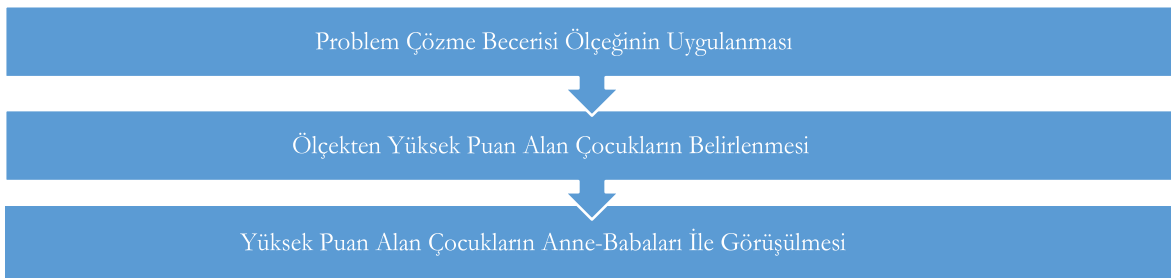 Problem Çözme Becerisi Ölçeğinin Uygulanması
Ölçekten Yüksek Puan Alan Çocukların Belirlenmesi
Yüksek Puan Alan Çocukların Anne-Babaları İle Görüşülmesi